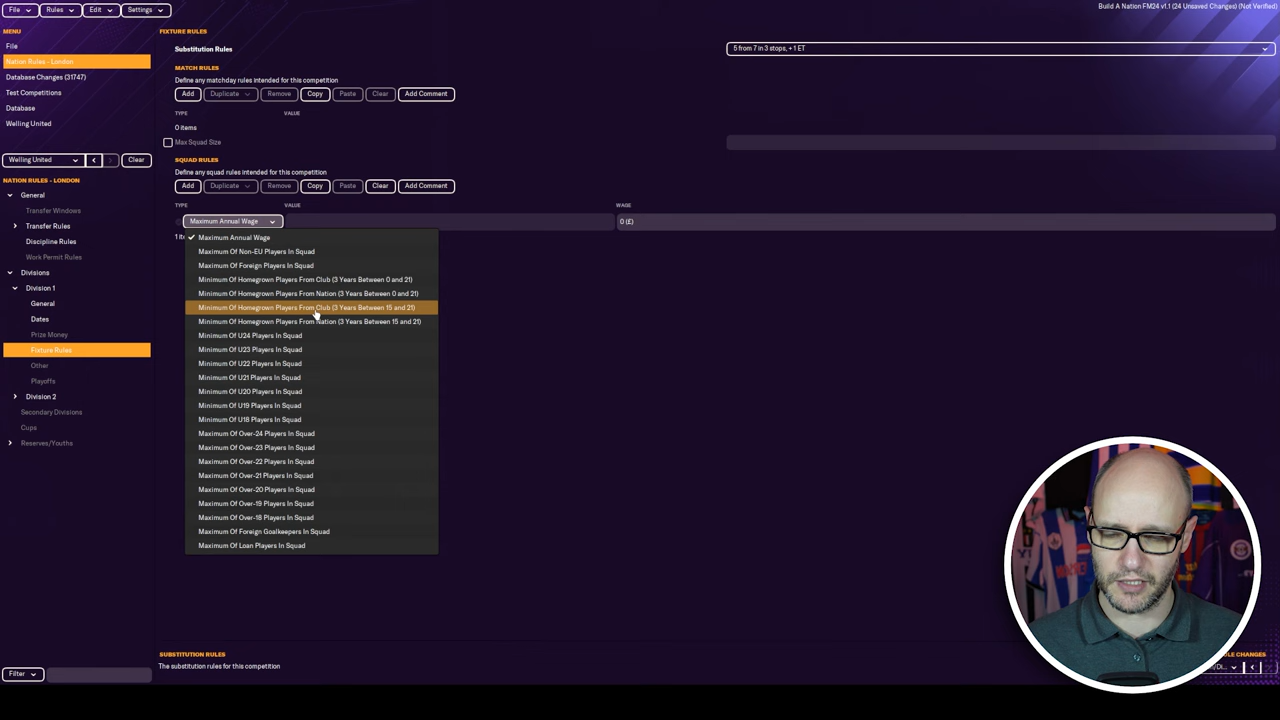 File Rules Edit Settings
Build A Nation FM24 v1.1 (24 Unsaved Changes) (Not Verified)
MENU
File
Nation Rules - London
Database Changes (31747)
Test Competitions
Database
Welling United
Welling United Clear
NATION RULES - LONDON
General
Transfer Windows
Transfer Rules
Discipline Rules
Work Permit Rules
Divisions
Division 1
General
Dates
Prize Money
Fixture Rules
Other
Playoffs
Division 2
Secondary Divisions
Cups
Reserves/Youths
Filter
FIXTURE RULES
Substitution Rules
5 from 7 in 3 stops, + 1 ET
MATCH RULES
Define any matchday rules intended for this competition
Add Duplicate Remove Copy Paste Clear Add Comment
TYPE VALUE
0 items
Max Squad Size
SQUAD RULES
Define any squad rules intended for this competition
Add Duplicate Remove Copy Paste Clear Add Comment
TYPE VALUE WAGE
Maximum Annual Wage 0 (£)
Maximum Annual Wage
Maximum Of Non-EU Players In Squad
Maximum Of Foreign Players In Squad
Minimum Of Homegrown Players From Club (3 Years Between 0 and 21)
Minimum Of Homegrown Players From Nation (3 Years Between 0 and 21)
Minimum Of Homegrown Players From Club (3 Years Between 15 and 21)
Minimum Of Homegrown Players From Nation (3 Years Between 15 and 21)
Minimum Of U24 Players In Squad
Minimum Of U23 Players In Squad
Minimum Of U22 Players In Squad
Minimum Of U21 Players In Squad
Minimum Of U20 Players In Squad
Minimum Of U19 Players In Squad
Minimum Of U18 Players In Squad
Maximum Of Over-24 Players In Squad
Maximum Of Over-23 Players In Squad
Maximum Of Over-22 Players In Squad
Maximum Of Over-21 Players In Squad
Maximum Of Over-20 Players In Squad
Maximum Of Over-19 Players In Squad
Maximum Of Over-18 Players In Squad
Maximum Of Foreign Goalkeepers In Squad
Maximum Of Loan Players In Squad
SUBSTITUTION RULES
The substitution rules for this competition
CHANGES